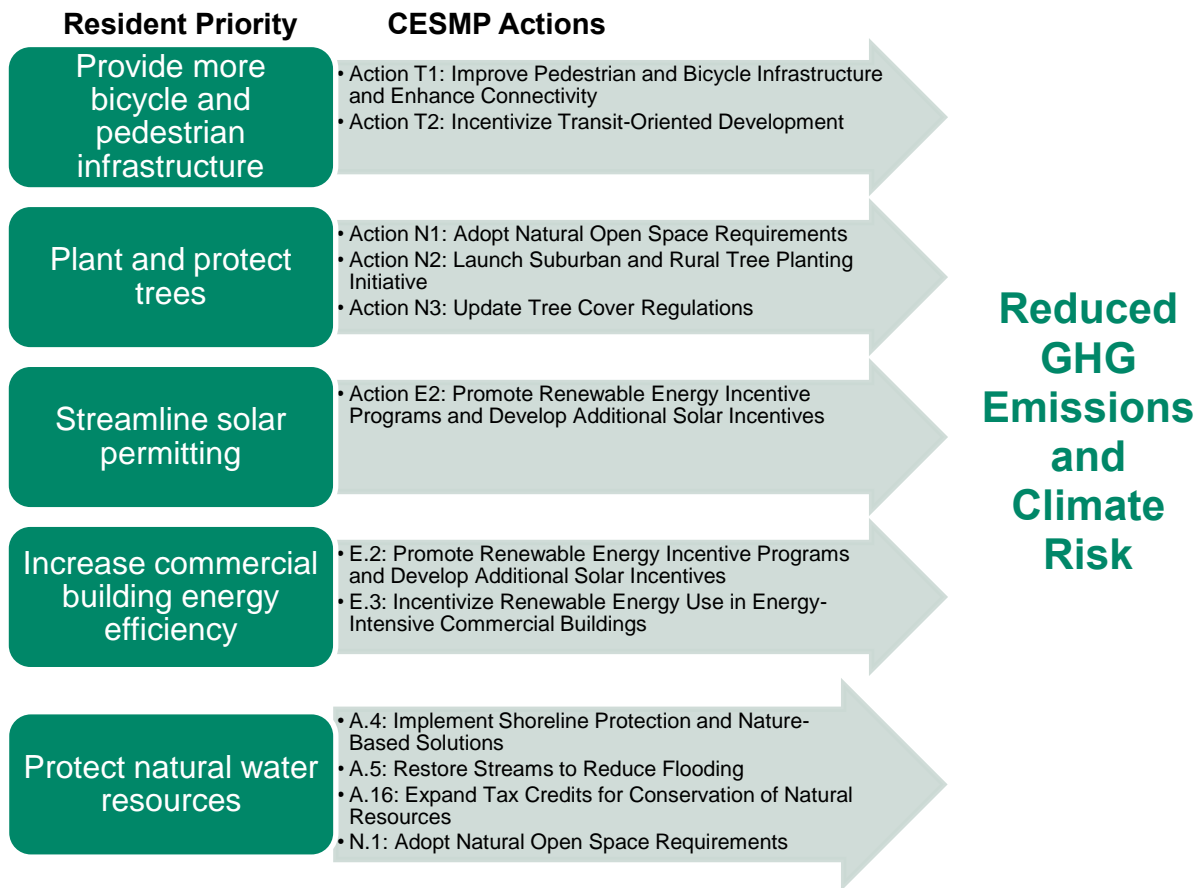 Resident Priority
CESMP Actions
Provide more
bicycle and
pedestrian
infrastructure
• Action T1: Improve Pedestrian and Bicycle Infrastructure
and Enhance Connectivity
• Action T2: Incentivize Transit-Oriented Development
Plant and protect
trees
• Action N1: Adopt Natural Open Space Requirements
• Action N2: Launch Suburban and Rural Tree Planting
Initiative
• Action N3: Update Tree Cover Regulations
Streamline solar
permitting
• Action E2: Promote Renewable Energy Incentive
Programs and Develop Additional Solar Incentives
Increase commercial
building energy
efficiency
• E.2: Promote Renewable Energy Incentive Programs
and Develop Additional Solar Incentives
• E.3: Incentivize Renewable Energy Use in Energy-
Intensive Commercial Buildings
Protect natural water
resources
• A.4: Implement Shoreline Protection and Nature-
Based Solutions
• A.5: Restore Streams to Reduce Flooding
• A.16: Expand Tax Credits for Conservation of Natural
Resources
• N.1: Adopt Natural Open Space Requirements
Reduced
GHG
Emissions
and
Climate
Risk